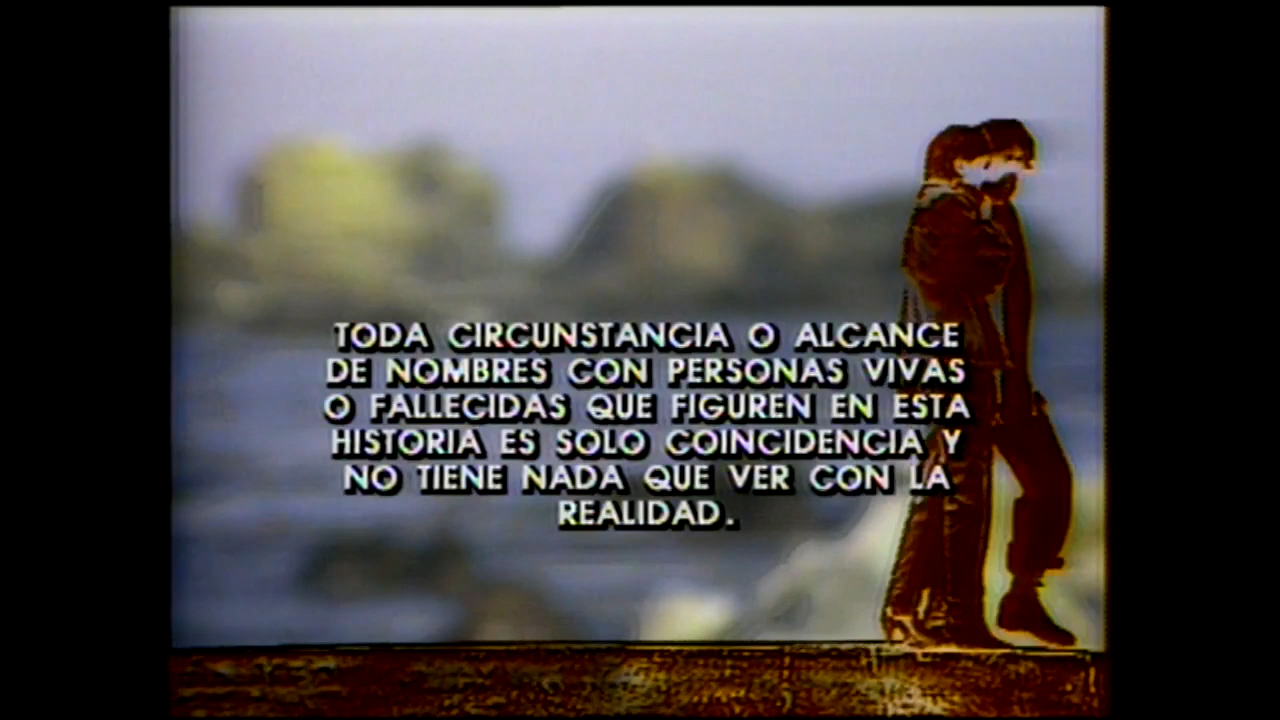 TODA CIRCUNSTANCIA O ALCANCE
DE NOMBRES CON PERSONAS VIVAS
O FALLECIDAS QUE FIGUREN EN ESTA
HISTORIA ES SOLO COINCIDENCIA Y
NO TIENE NADA QUE VER CON LA
REALIDAD.